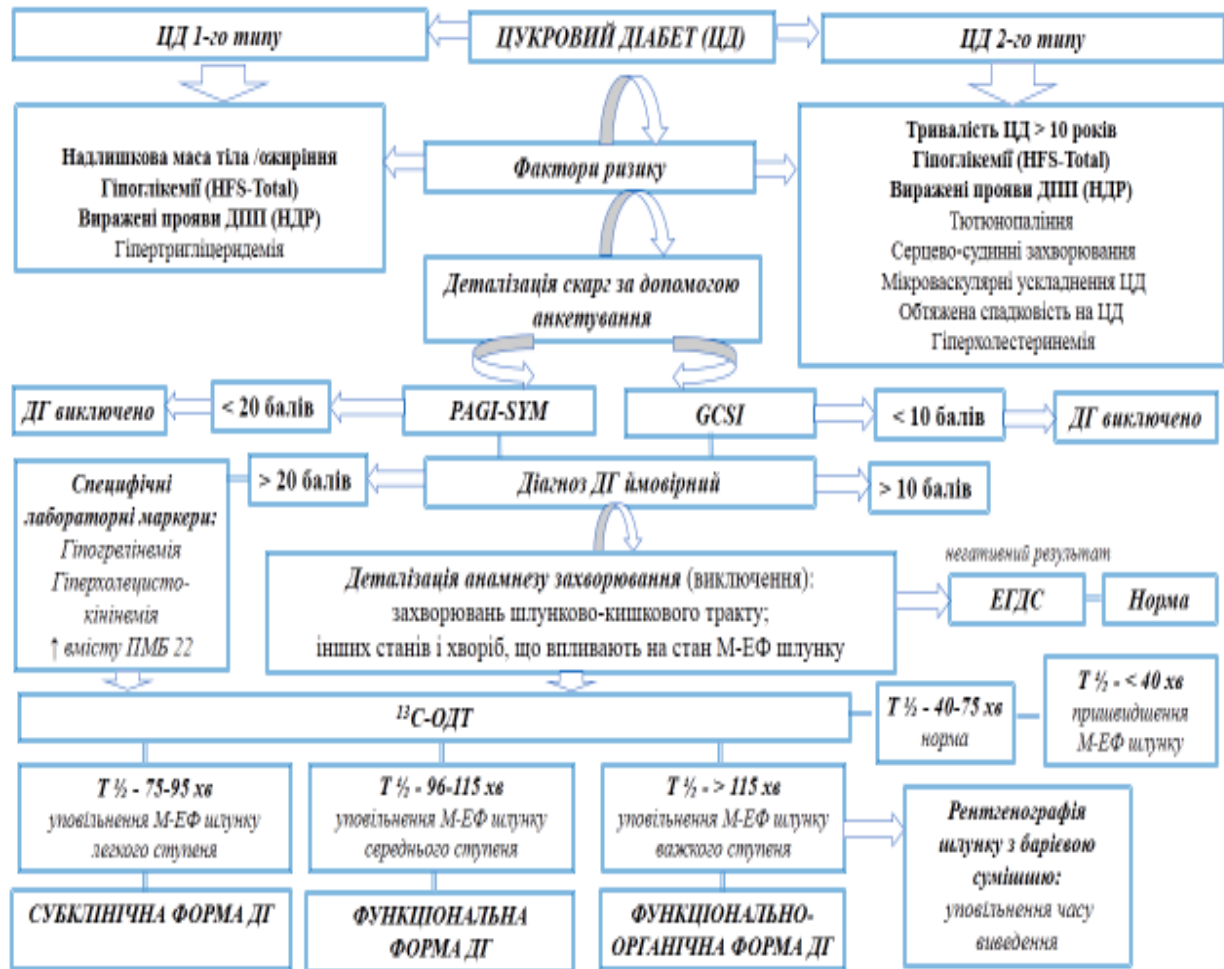 ЦД 1-го типу
ЦУКРОВИЙ ДІАБЕТ (ЦД)
ЦД 2-го типу
Надлишкова маса тіла /ожиріння
Гіпоглікемії (HFS-Total)
Виражені прояви ДПП (НДР)
Гіпертригліцеридемія
Фактори ризику
Тривалість ЦД > 10 років
Гіпоглікемії (HFS-Total)
Виражені прояви ДПП (НДР)
Тютюнопаління
Серцево-судинні захворювання
Мікроваскулярні ускладнення ЦД
Обтяжена спадковість на ЦД
Гіперхолестеринемія
Деталізація скарг за допомогою
анкетування
ДГ виключено
< 20 балів
PAGI-SYM
GCSI
< 10 балів
ДГ виключено
Специфічні
лабораторні маркери:
Гіпогрелінемія
Гіперхолецисто-
кінінемія
↑ вмісту ПМБ 22
> 20 балів
Діагноз ДГ ймовірний
> 10 балів
Деталізація анамнезу захворювання (виключення):
захворювань шлунково-кишкового тракту;
інших станів і хвороб, що впливають на стан М-ЕФ шлунку
негативний результат
ЕГДС
Норма
¹³С-ОДТ
Т ½ - 40-75 хв
норма
Т ½ - < 40 хв
пришвидшення
М-ЕФ шлунку
Т ½ - 75-95 хв
уповільнення М-ЕФ шлунку
легкого ступеня
Т ½ - 96-115 хв
уповільнення М-ЕФ шлунку
середнього ступеня
Т ½ - > 115 хв
уповільнення М-ЕФ шлунку
важкого ступеня
Рентгенографія
шлунку з барієвою
сумішшю:
уповільнення часу
виведення
СУБКЛІНІЧНА ФОРМА ДГ
ФУНКЦІОНАЛЬНА
ФОРМА ДГ
ФУНКЦІОНАЛЬНО-
ОРГАНІЧНА ФОРМА ДГ